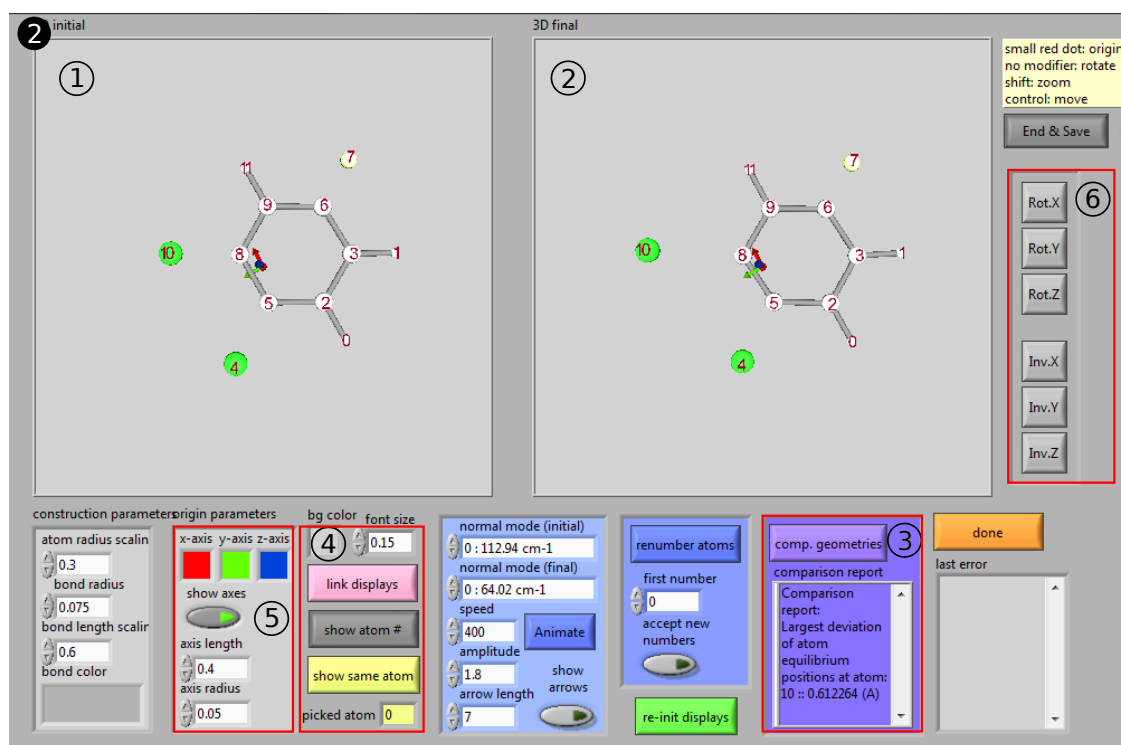 2 initial
3D final
①
②
small red dot: origin
no modifier: rotate
shift: zoom
control: move
End & Save
7
11
9
6
10
8
3
1
5
2
0
4
7
11
9
6
10
8
3
1
5
2
0
4
⑥
Rot.X
Rot.Y
Rot.Z
Inv.X
Inv.Y
Inv.Z
construction parameters
atom radius scalin
0.3
bond radius
0.075
bond length scalin
0.6
bond color
origin parameters
x-axis y-axis z-axis
show axes
⑤
axis length
0.4
axis radius
0.05
bg color font size
④ 0.15
link displays
show atom #
show same atom
picked atom 0
normal mode (initial)
0 : 112.94 cm-1
normal mode (final)
0 : 64.02 cm-1
speed
400
Animate
amplitude
1.8
show
arrows
arrow length
7
renumber atoms
first number
0
accept new
numbers
re-init displays
comp. geometries ③
comparison report
Comparison
report:
Largest deviation
of atom
equilibrium
positions at atom:
10 :: 0.612264 (A)
done
last error